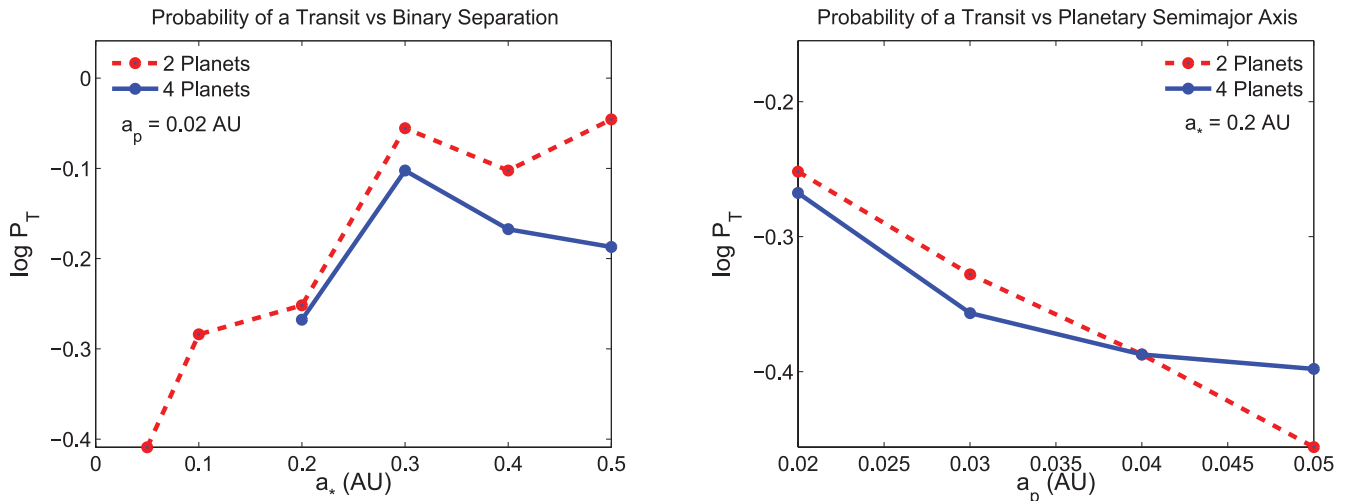 Probability of a Transit vs Binary Separation
0
−0.1
−0.2
−0.3
−0.4
log P_T
2 Planets
4 Planets
a_p = 0.02 AU
0 0.1 0.2 0.3 0.4 0.5
a_* (AU)
Probability of a Transit vs Planetary Semimajor Axis
−0.2
−0.3
−0.4
log P_T
2 Planets
4 Planets
a_* = 0.2 AU
0.02 0.025 0.03 0.035 0.04 0.045 0.05
a_p (AU)